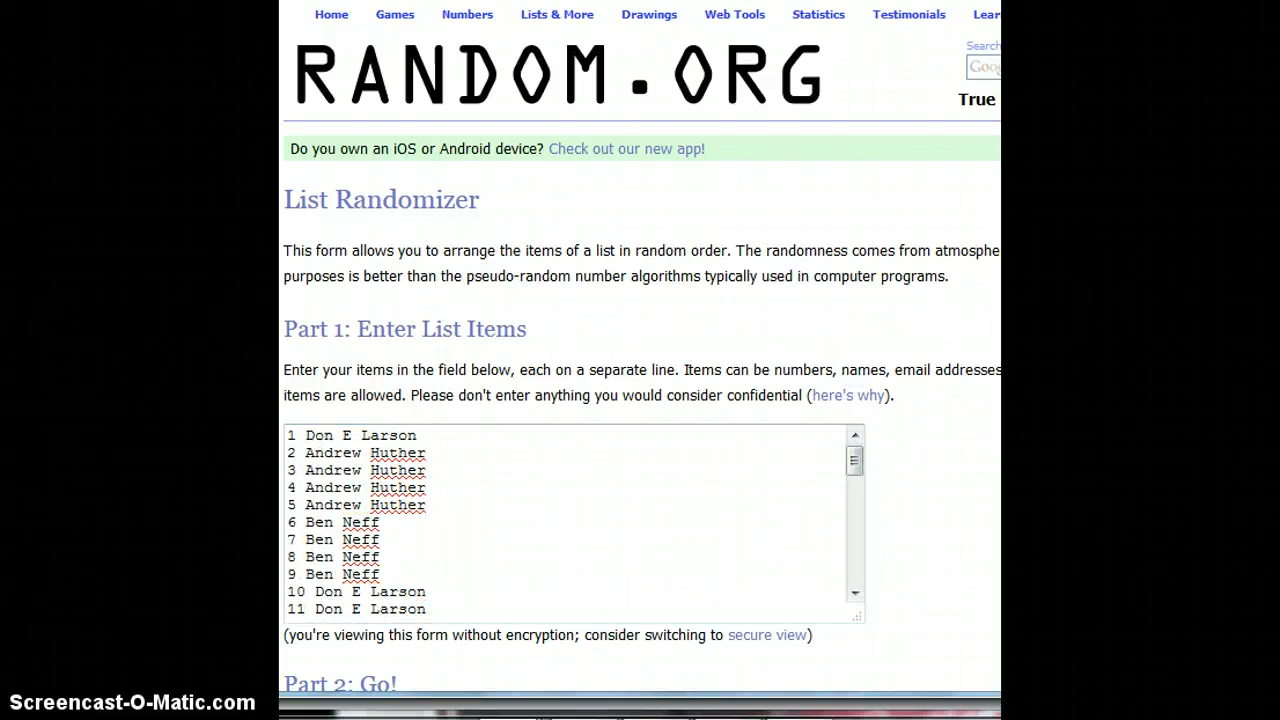 Home Games Numbers Lists & More Drawings Web Tools Statistics Testimonials
Search
RANDOM.ORG
True
Do you own an iOS or Android device? Check out our new app!
List Randomizer
This form allows you to arrange the items of a list in random order. The randomness comes from
purposes is better than the pseudo-random number algorithms typically used in computer programs.
Part 1: Enter List Items
Enter your items in the field below, each on a separate line. Items can be numbers, names, email addresses
items are allowed. Please don't enter anything you would consider confidential (here's why).
1 Don E Larson
2 Andrew Huther
3 Andrew Huther
4 Andrew Huther
5 Andrew Huther
6 Ben Neff
7 Ben Neff
8 Ben Neff
9 Ben Neff
10 Don E Larson
11 Don E Larson
(you're viewing this form without encryption; consider switching to secure view)
Part 2: Go!
Screencast-O-Matic.com